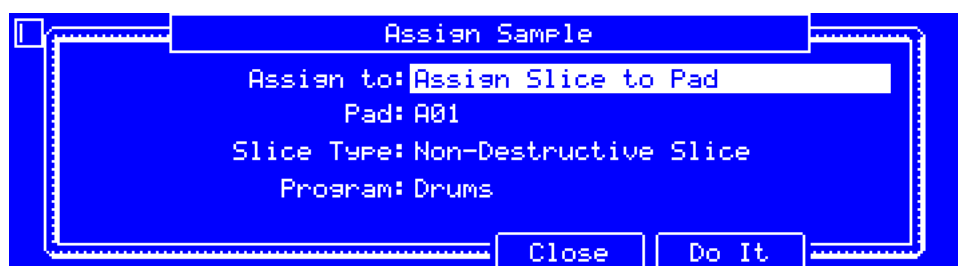 Assign Sample
Assign to: Assign Slice to Pad
Pad: A01
Slice Type: Non-Destructive Slice
Program: Drums
Close Do It